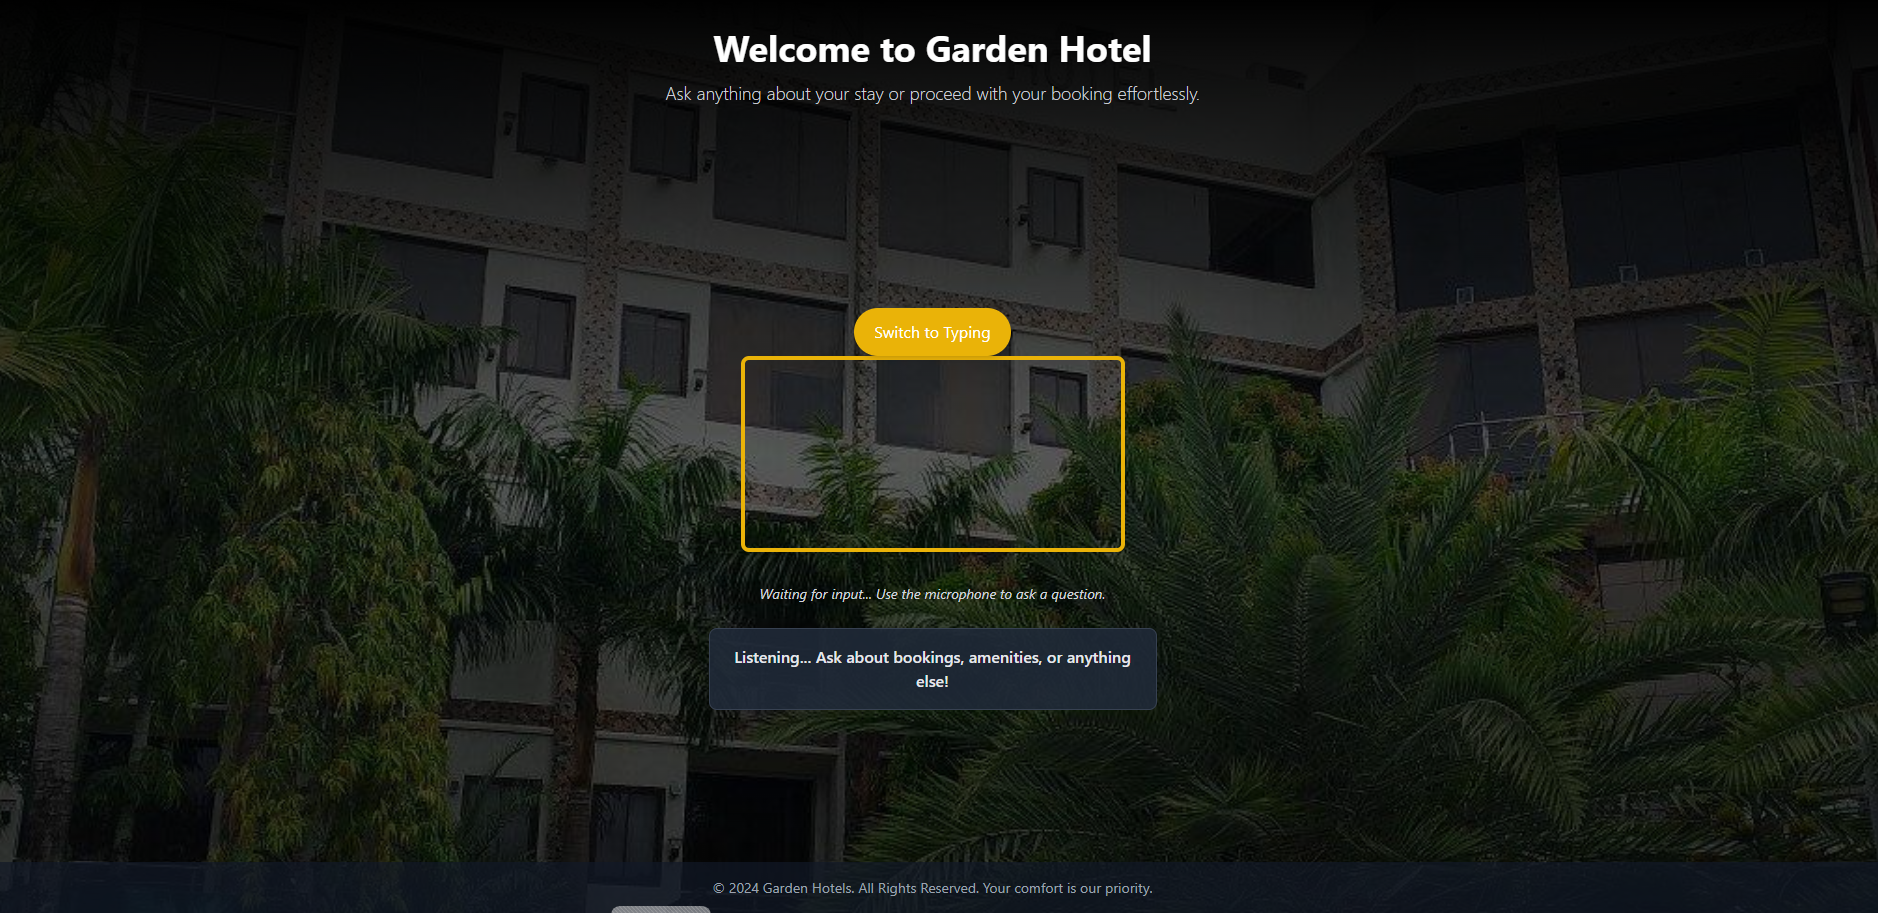 Welcome to Garden Hotel
Ask anything about your stay or proceed with your booking effortlessly.
Switch to Typing
Waiting for input... Use the microphone to ask a question.
Listening... Ask about bookings, amenities, or anything
else!
© 2024 Garden Hotels. All Rights Reserved. Your comfort is our priority.